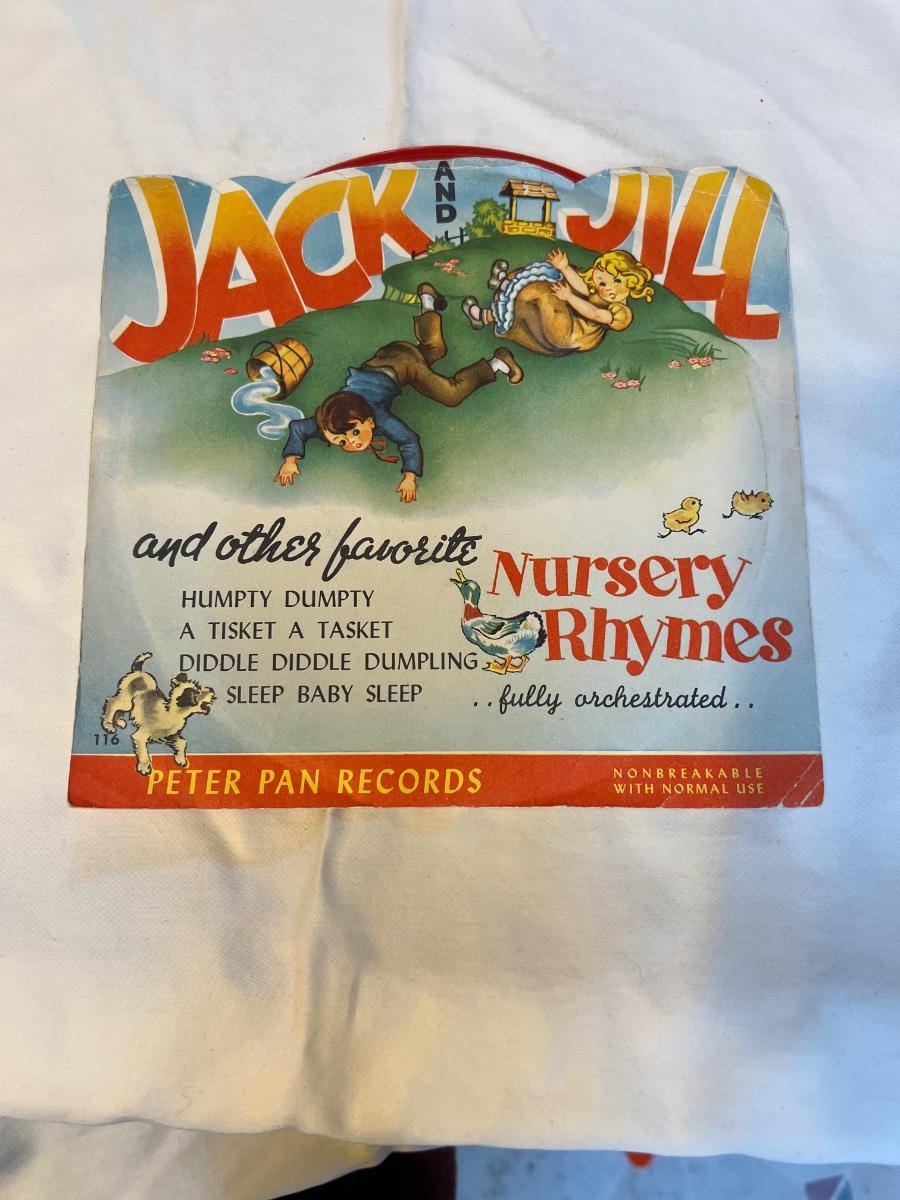 JACK AND JILL
and other favorite
Nursery
Rhymes
HUMPTY DUMPTY
A TISKET A TASKET
DIDDLE DIDDLE DUMPLING
SLEEP BABY SLEEP
..fully orchestrated..
116
PETER PAN RECORDS
NONBREAKABLE
WITH NORMAL USE